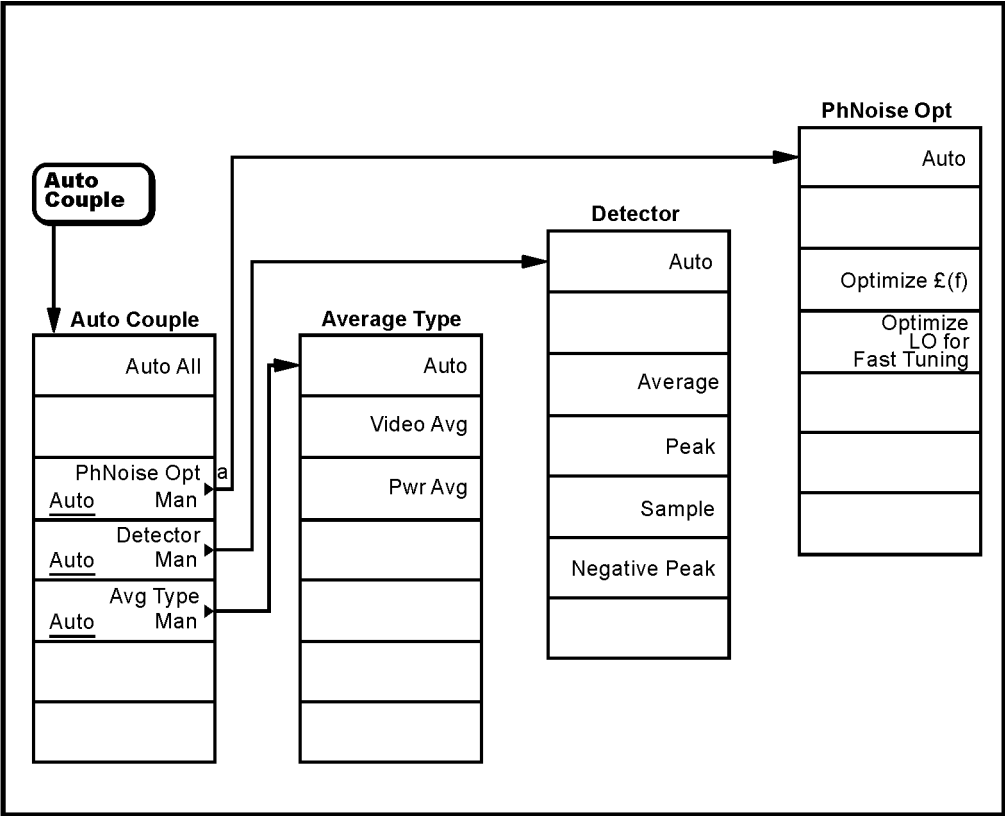 PhNoise Opt
Auto
Optimize £(f)
Optimize
LO for
Fast Tuning
Auto
Couple
Detector
Auto
Average
Peak
Sample
Negative Peak
Auto Couple
Auto All
PhNoise Opt a
Auto Man
Detector
Auto Man
Avg Type
Auto Man
Average Type
Auto
Video Avg
Pwr Avg